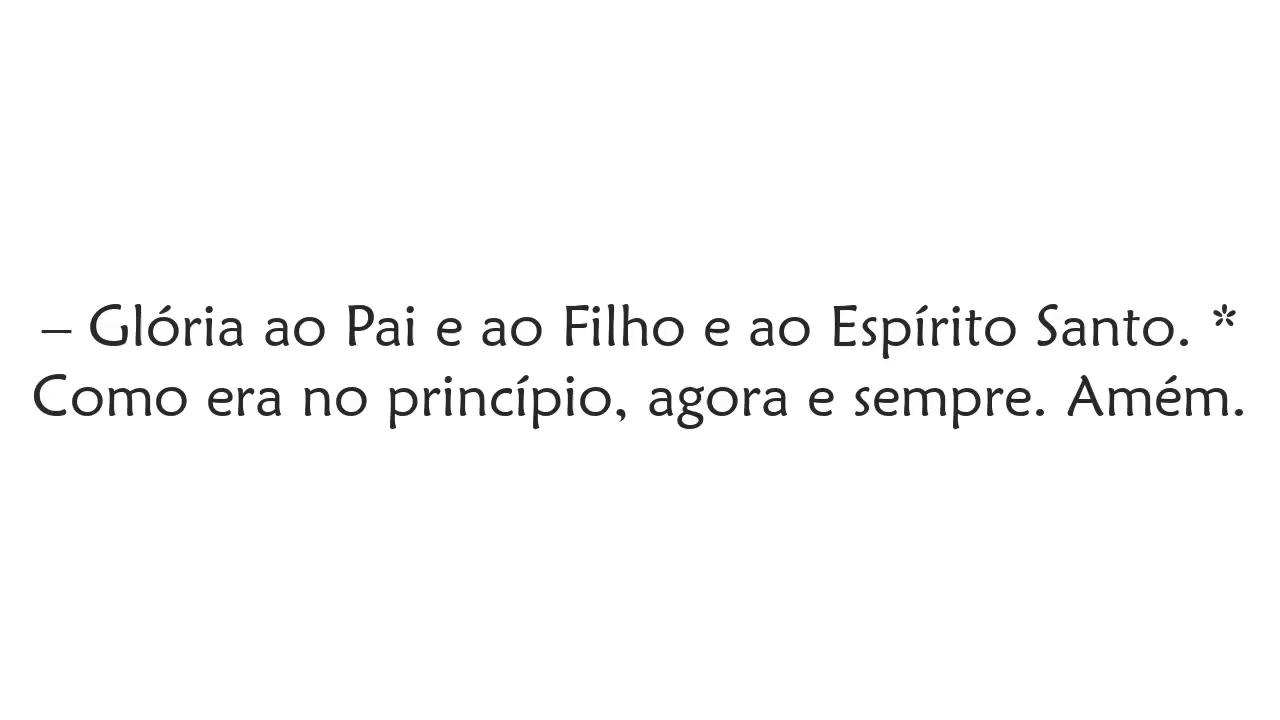 – Glória ao Pai e ao Filho e ao Espírito Santo. *
Como era no princípio, agora e sempre. Amém.